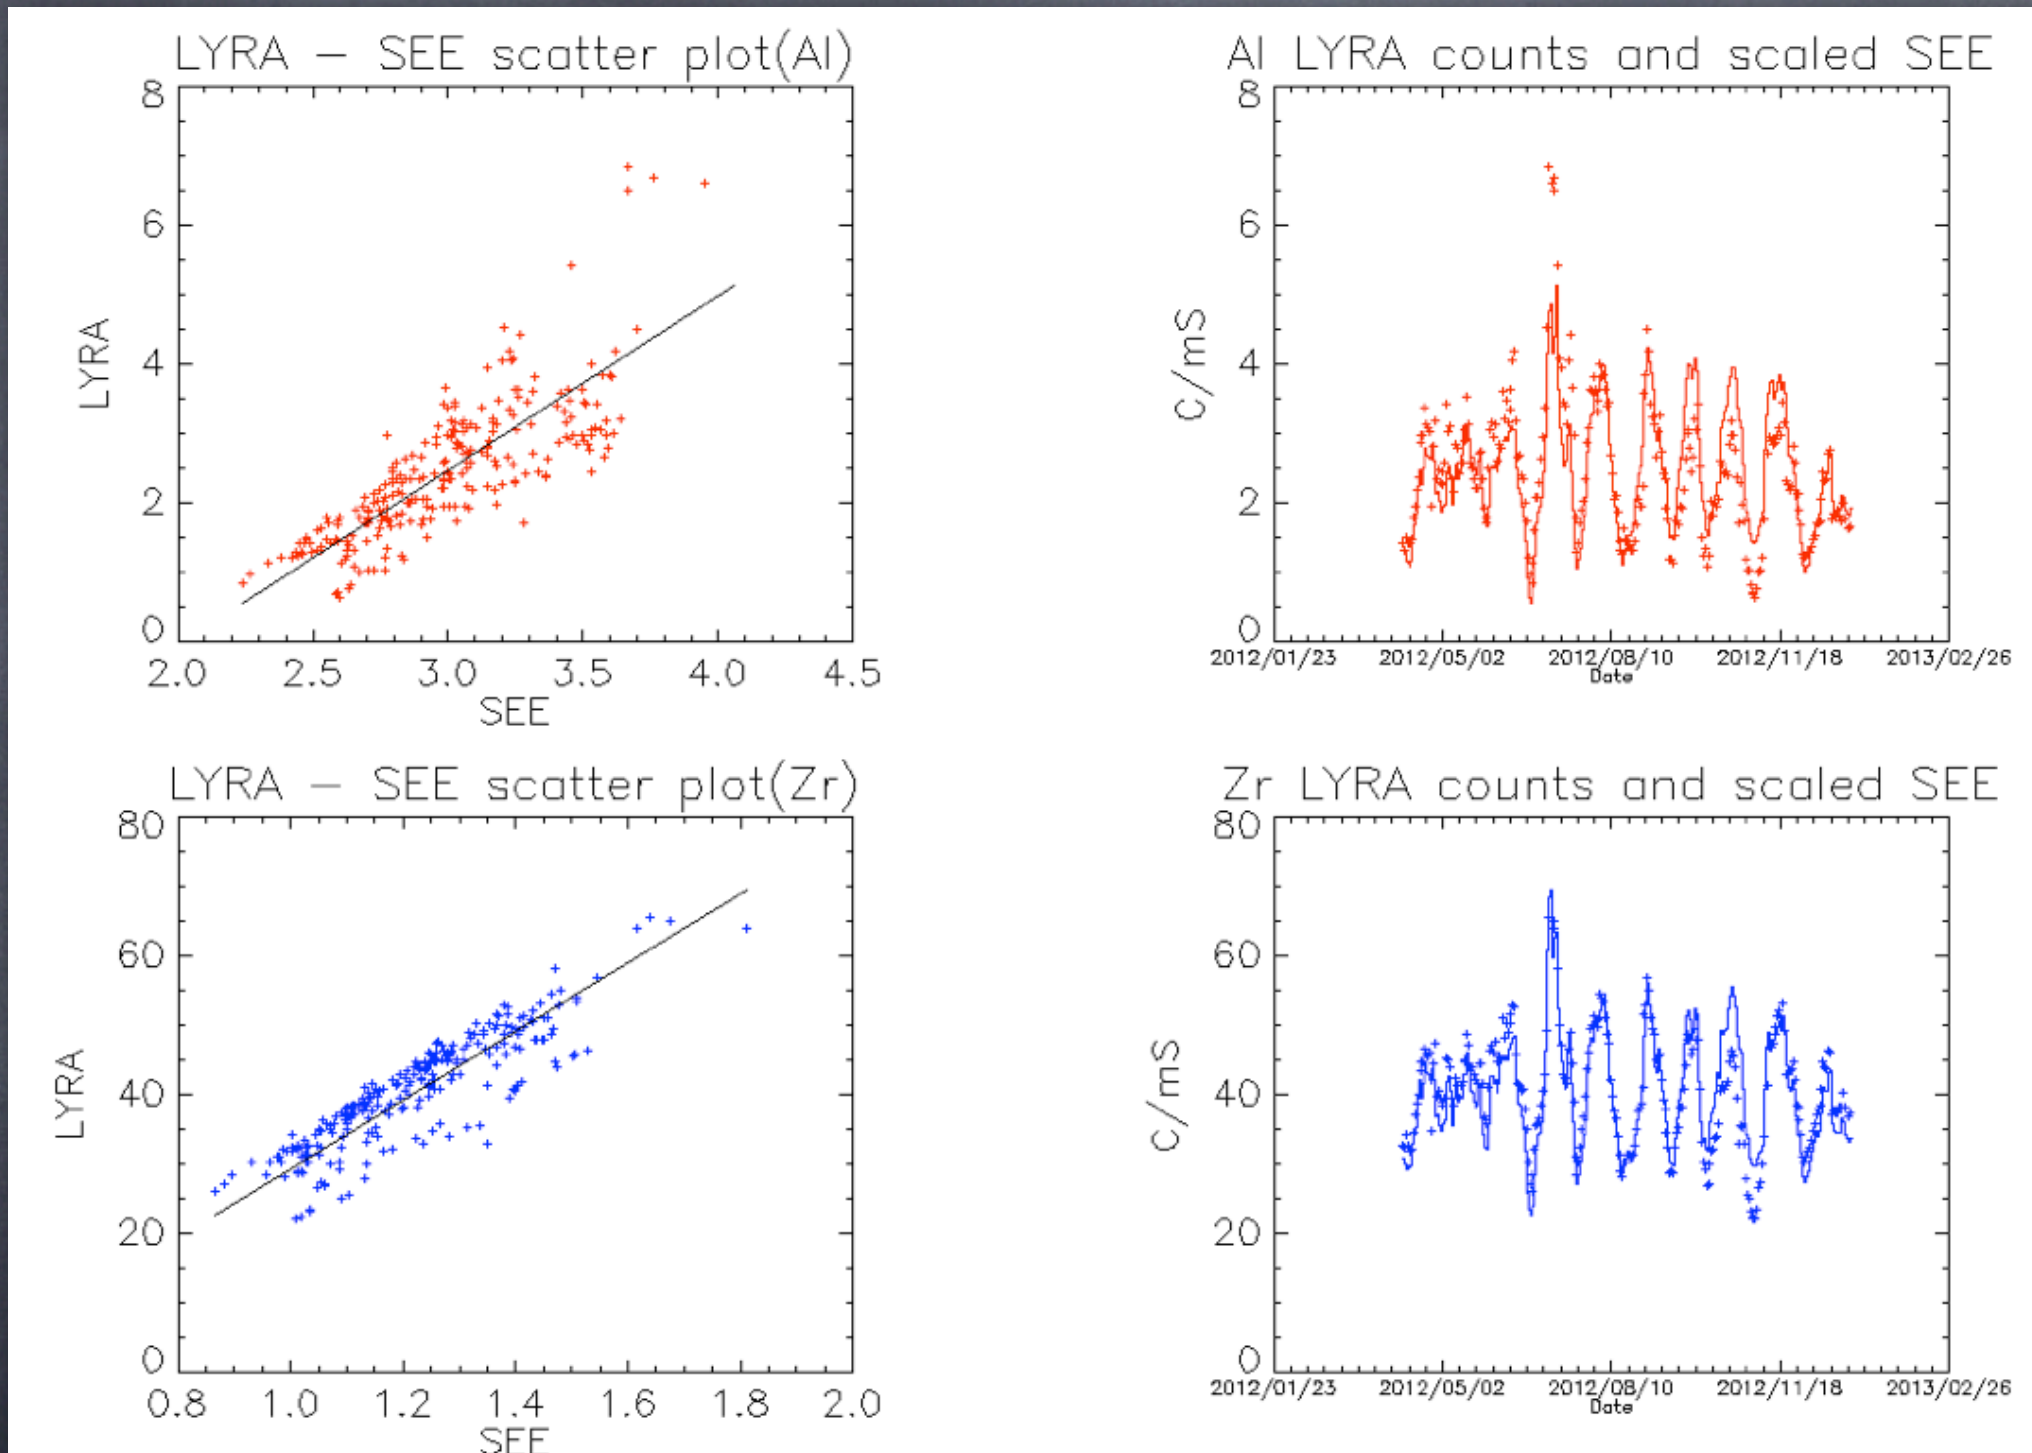 LYRA – SEE scatter plot(Al)
8
6
4
2
0
LYRA
2.0 2.5 3.0 3.5 4.0 4.5
SEE
Al LYRA counts and scaled SEE
8
6
4
2
0
C/mS
2012/01/23 2012/05/02 2012/08/10 2012/11/18 2013/02/26
Date
LYRA – SEE scatter plot(Zr)
80
60
40
20
0
LYRA
0.8 1.0 1.2 1.4 1.6 1.8 2.0
SEE
Zr LYRA counts and scaled SEE
80
60
40
20
0
C/mS
2012/01/23 2012/05/02 2012/08/10 2012/11/18 2013/02/26
Date